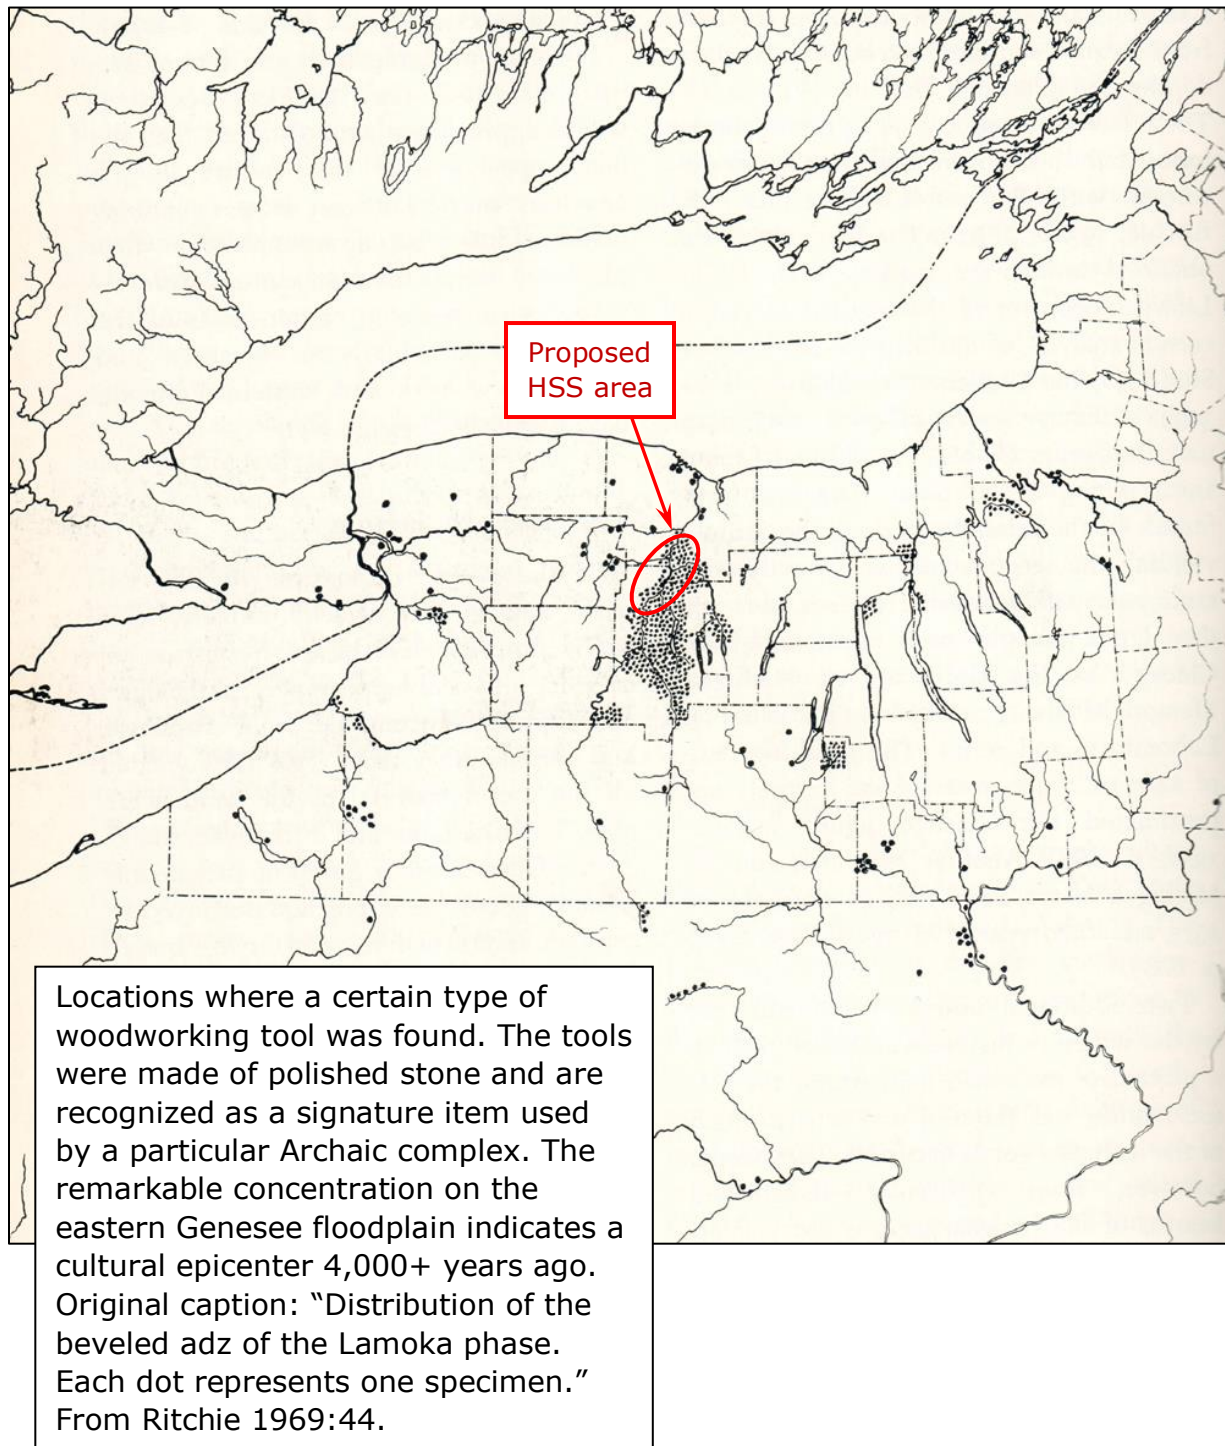 Proposed
HSS area
Locations where a certain type of
woodworking tool was found. The tools
were made of polished stone and are
recognized as a signature item used
by a particular Archaic complex. The
remarkable concentration on the
eastern Genesee floodplain indicates a
cultural epicenter 4,000+ years ago.
Original caption: “Distribution of the
beveled adz of the Lamoka phase.
Each dot represents one specimen.”
From Ritchie 1969:44.